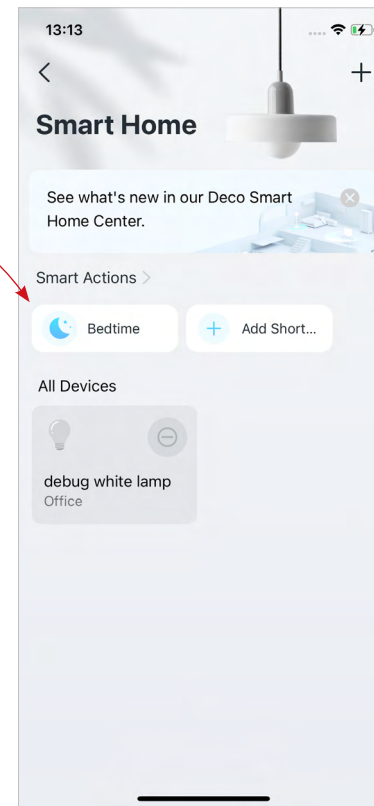 13:13
Smart Home
See what's new in our Deco Smart
Home Center.
Smart Actions
Bedtime
Add Short...
All Devices
debug white lamp
Office